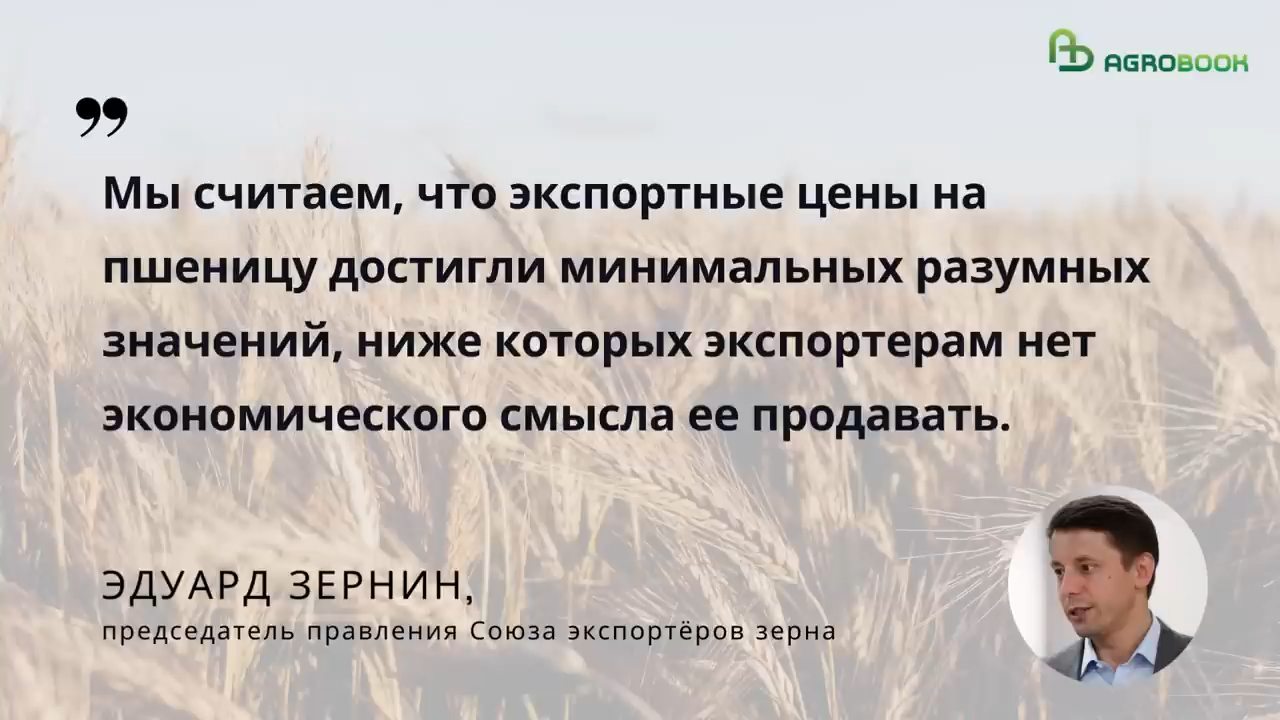 AGROBOOK
”
Мы считаем, что экспортные цены на
пшеницу достигли минимальных разумных
значений, ниже которых экспортерам нет
экономического смысла ее продавать.
ЭДУАРД ЗЕРНИН,
председатель правления Союза экспортёров зерна